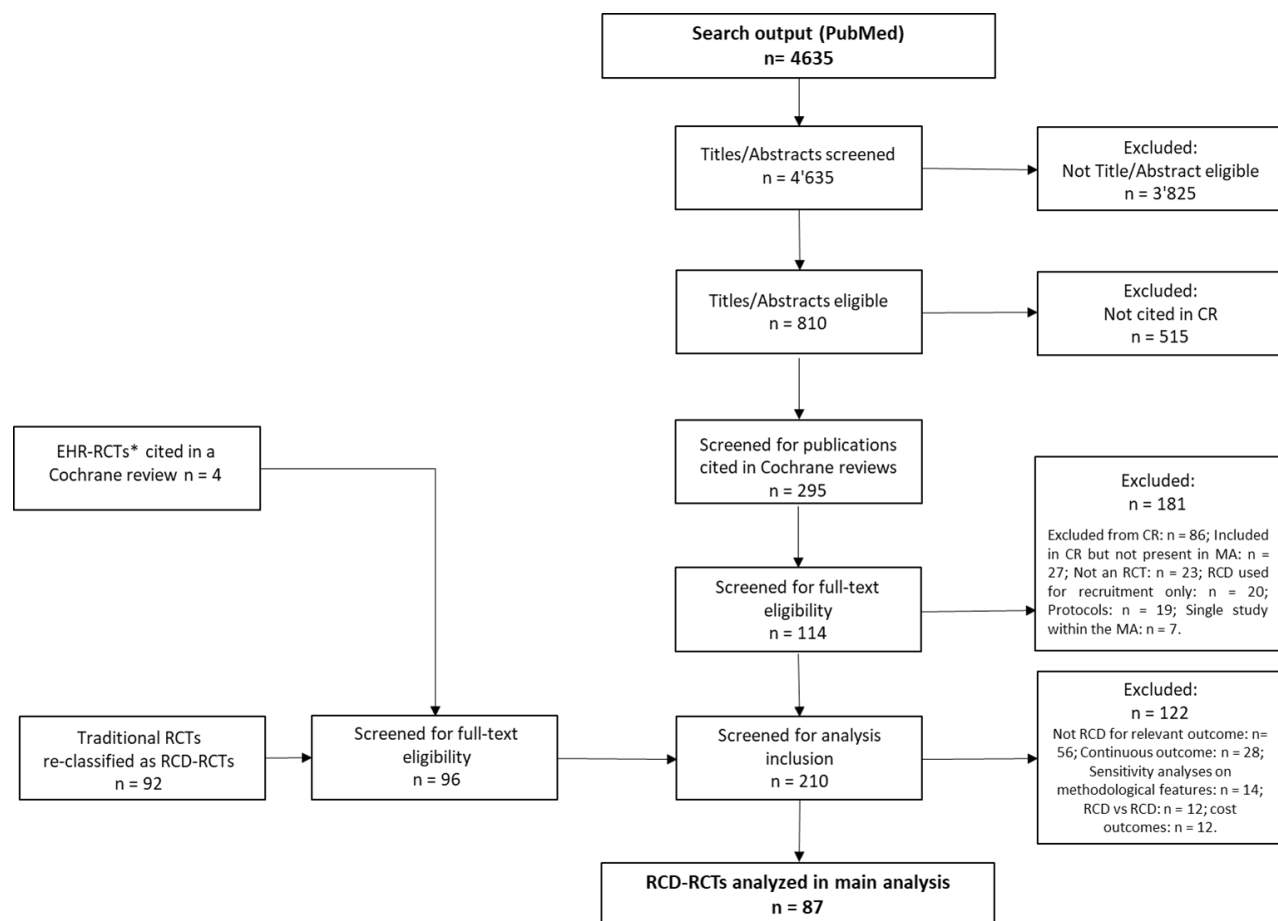 Search output (PubMed)
n= 4635
Titles/Abstracts screened
n = 4'635
Excluded:
Not Title/Abstract eligible
n = 3'825
Titles/Abstracts eligible
n = 810
Excluded:
Not cited in CR
n = 515
EHR-RCTs* cited in a
Cochrane review n = 4
Screened for publications
cited in Cochrane reviews
n = 295
Excluded:
n = 181
Excluded from CR: n = 86; Included
in CR but not present in MA: n =
27; Not an RCT: n = 23; RCD used
for recruitment only: n = 20;
Protocols: n = 19; Single study
within the MA: n = 7.
Screened for full-text
eligibility
n = 114
Traditional RCTs
re-classified as RCD-RCTs
n = 92
Screened for full-text
eligibility
n = 96
Screened for analysis
inclusion
n = 210
Excluded:
n = 122
Not RCD for relevant outcome: n=
56; Continuous outcome: n = 28;
Sensitivity analyses on
methodological features: n = 14;
RCD vs RCD: n = 12; cost
outcomes: n = 12.
RCD-RCTs analyzed in main analysis
n = 87